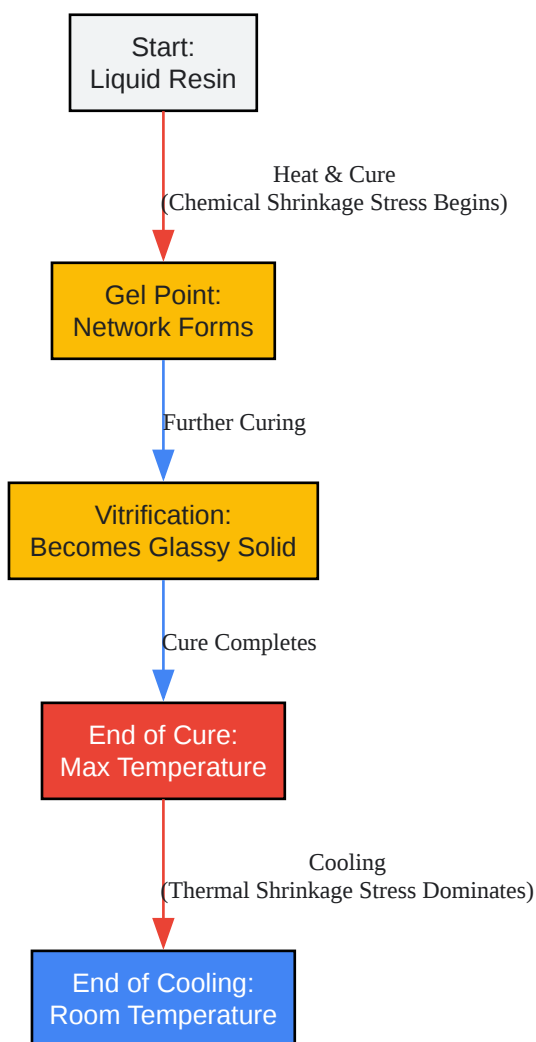 Start:
Liquid Resin
Heat & Cure
(Chemical Shrinkage Stress Begins)
Gel Point:
Network Forms
Further Curing
Vitrification:
Becomes Glassy Solid
Cure Completes
End of Cure:
Max Temperature
Cooling
(Thermal Shrinkage Stress Dominates)
End of Cooling:
Room Temperature